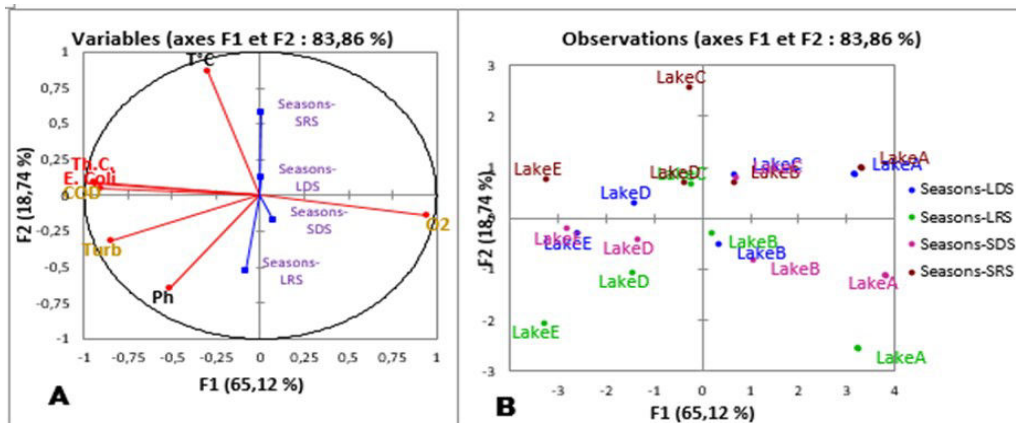 Variables (axes F1 et F2 : 83,86 %)
T°C
1
0,75
0,5
0,25
0
-0,25
-0,5
-0,75
-1
F2 (18,74 %)
Seasons-
SRS
Seasons-
LDS
Seasons-
SDS
Seasons-
LRS
Th.C.
E. Coli
COD
Turb
Ph
O2
-1
-0,75
-0,5
-0,25
0
0,25
0,5
0,75
1
F1 (65,12 %)
A
Observations (axes F1 et F2 : 83,86 %)
3
2
1
0
-1
-2
-3
F2 (18,74 %)
LakeC
LakeE
LakeD
LakeC
LakeD
LakeC
LakeB
LakeA
LakeA
LakeE
LakeE
LakeD
LakeB
LakeB
LakeB
LakeD
LakeA
LakeE
LakeA
-3
-2
-1
0
1
2
3
4
F1 (65,12 %)
B
Seasons-LDS
Seasons-LRS
Seasons-SDS
Seasons-SRS